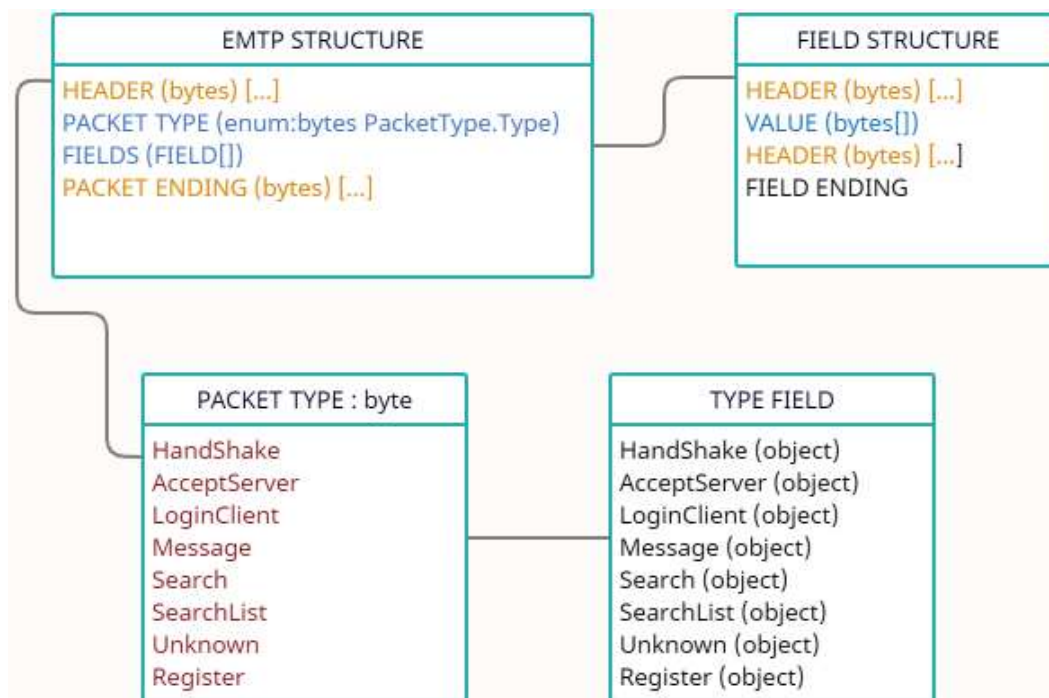 EMTP STRUCTURE
HEADER (bytes) [...]
PACKET TYPE (enum:bytes PacketType.Type)
FIELDS (FIELD[])
PACKET ENDING (bytes) [...]
FIELD STRUCTURE
HEADER (bytes) [...]
VALUE (bytes[])
HEADER (bytes) [...]
FIELD ENDING
PACKET TYPE : byte
HandShake
AcceptServer
LoginClient
Message
Search
SearchList
Unknown
Register
TYPE FIELD
HandShake (object)
AcceptServer (object)
LoginClient (object)
Message (object)
Search (object)
SearchList (object)
Unknown (object)
Register (object)